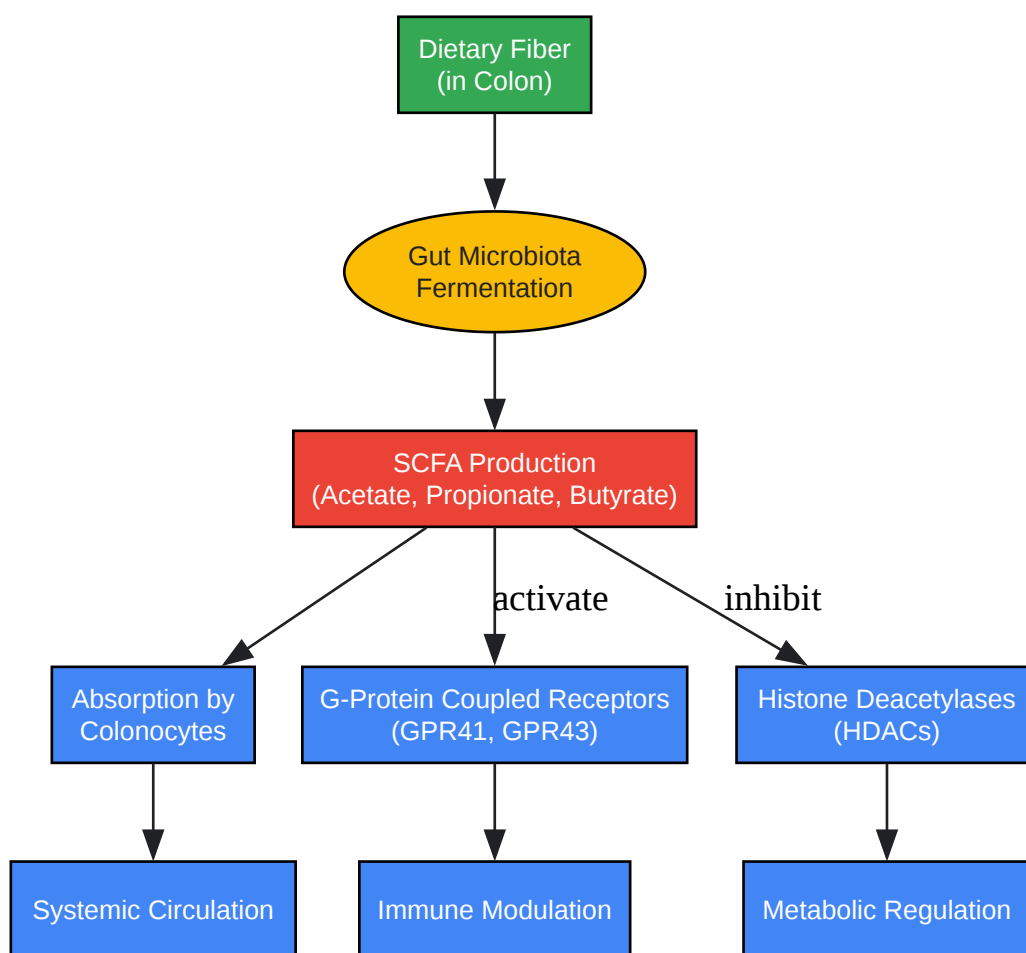 Dietary Fiber
(in Colon)
Gut Microbiota
Fermentation
SCFA Production
(Acetate, Propionate, Butyrate)
activate
inhibit
Absorption by
Colonocytes
G-Protein Coupled Receptors
(GPR41, GPR43)
Histone Deacetylases
(HDACs)
Systemic Circulation
Immune Modulation
Metabolic Regulation